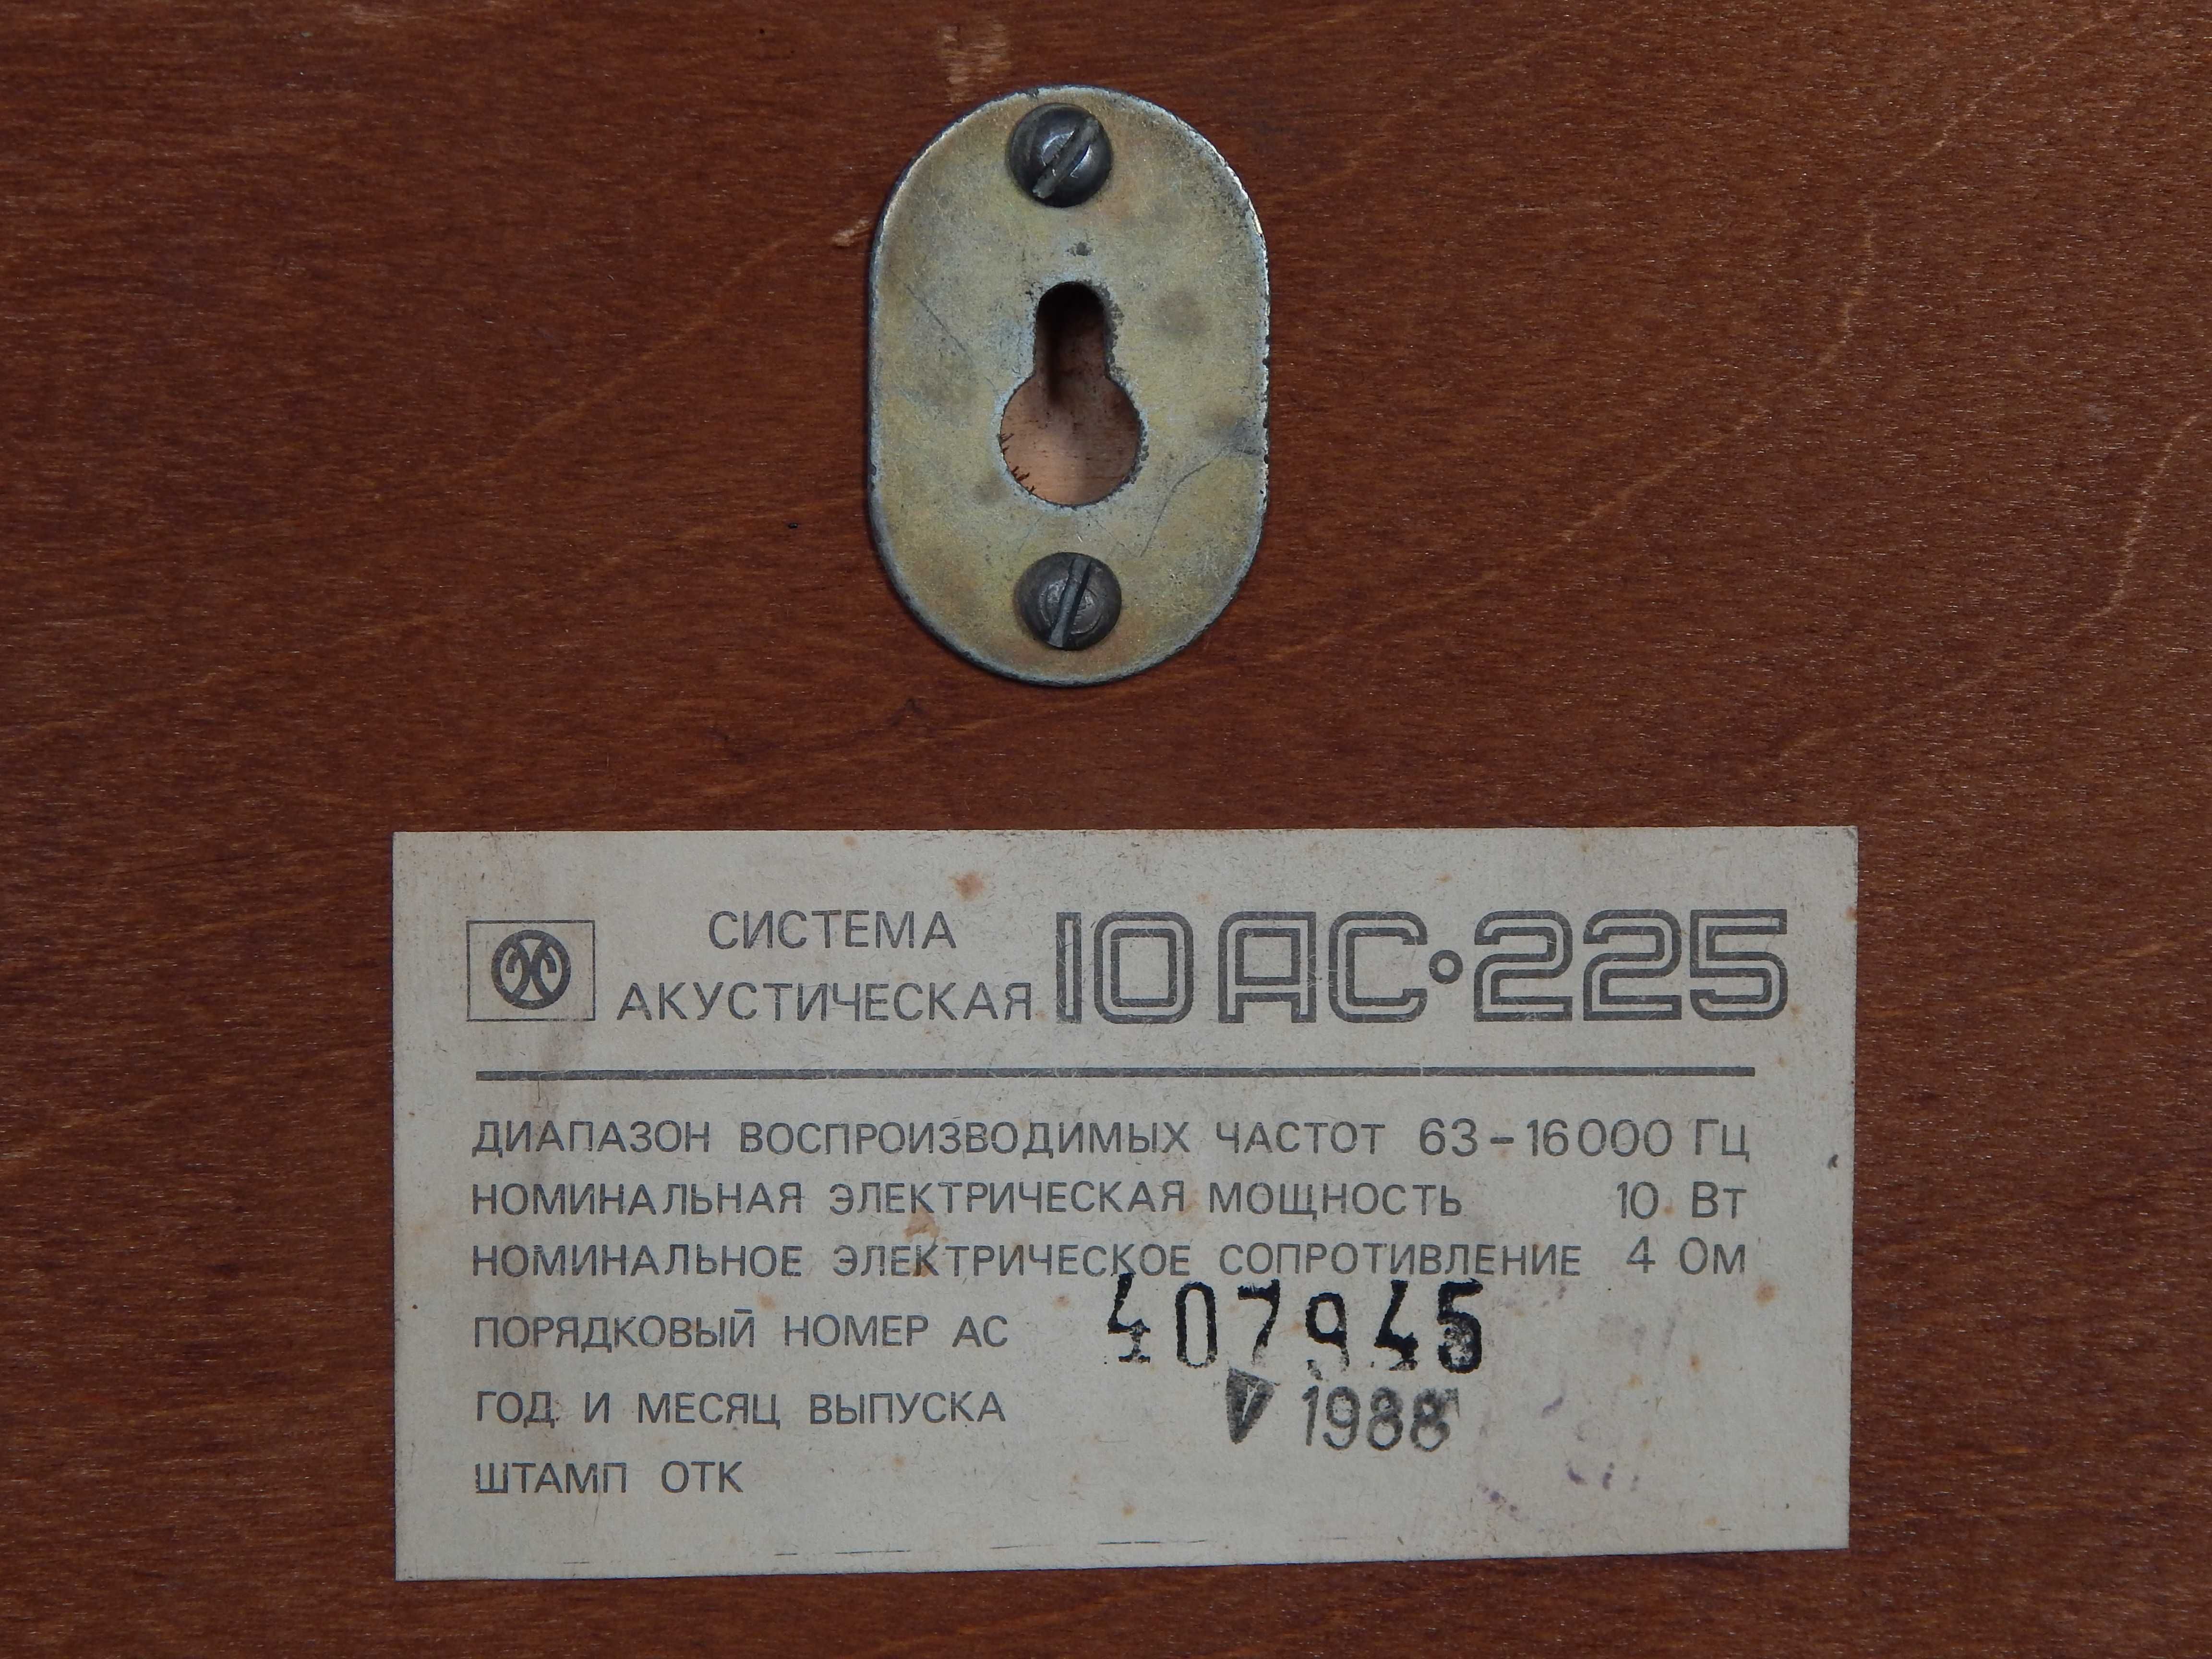 СИСТЕМА
АКУСТИЧЕСКАЯ 10АС·225
ДИАПАЗОН ВОСПРОИЗВОДИМЫХ ЧАСТОТ 63–16000 Гц
НОМИНАЛЬНАЯ ЭЛЕКТРИЧЕСКАЯ МОЩНОСТЬ 10 Вт
НОМИНАЛЬНОЕ ЭЛЕКТРИЧЕСКОЕ СОПРОТИВЛЕНИЕ 4 Ом
ПОРЯДКОВЫЙ НОМЕР АС 407945
ГОД И МЕСЯЦ ВЫПУСКА V 1988
ШТАМП ОТК